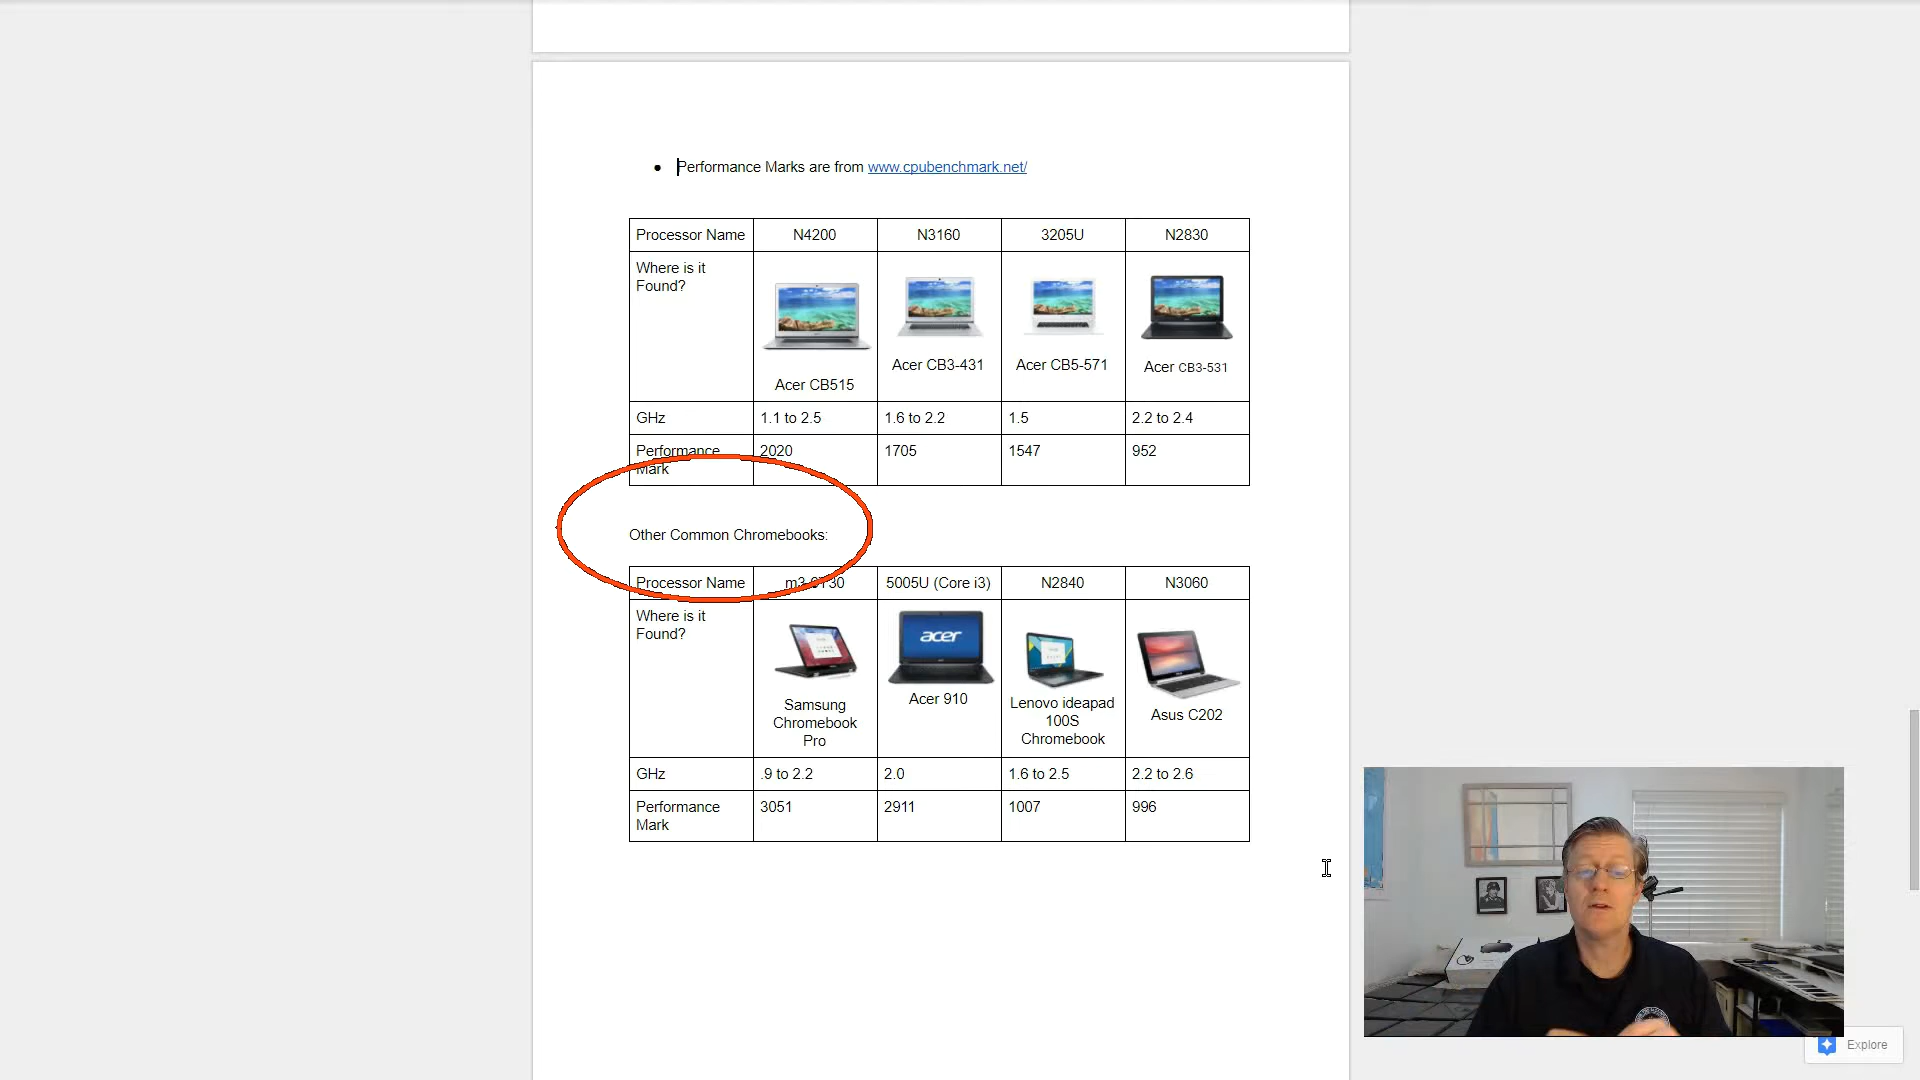 • Performance Marks are from www.cpubenchmark.net/
Processor Name N4200 N3160 3205U N2830
Where is it
Found?
Acer CB515
Acer CB3-431
Acer CB5-571
Acer CB3-531
GHz 1.1 to 2.5 1.6 to 2.2 1.5 2.2 to 2.4
Performance 2020 1705 1547 952
Mark
Other Common Chromebooks:
Processor Name 5005U (Core i3) N2840 N3060
Where is it
Found?
Samsung
Chromebook
Pro
acer
Acer 910
Lenovo ideapad
100S
Chromebook
Asus C202
GHz .9 to 2.2 2.0 1.6 to 2.5 2.2 to 2.6
Performance 3051 2911 1007 996
Mark
Explore